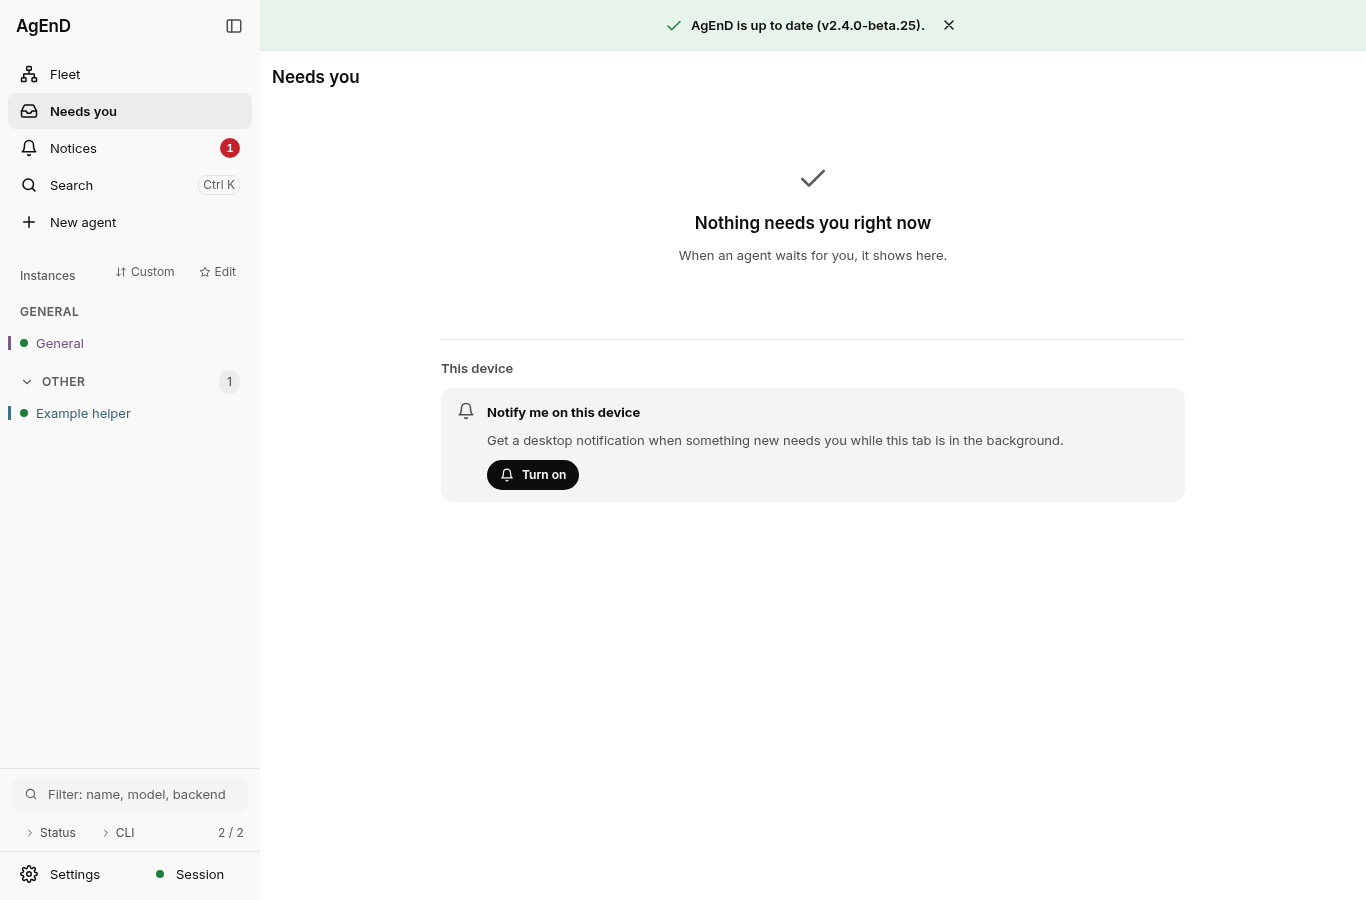 AgEnD
Fleet
Needs you
Notices
1
Search
Ctrl K
New agent
Instances
Custom
Edit
GENERAL
General
OTHER
1
Example helper
Filter: name, model, backend
Status
CLI
2 / 2
Settings
Session
AgEnD is up to date (v2.4.0-beta.25).
Needs you
Nothing needs you right now
When an agent waits for you, it shows here.
This device
Notify me on this device
Get a desktop notification when something new needs you while this tab is in the background.
Turn on